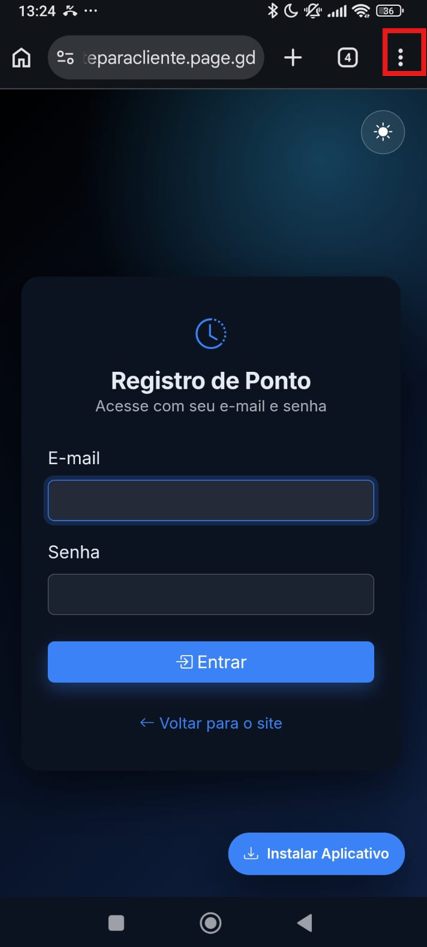 13:24 ...
eparacliente.page.gd
4
36
Registro de Ponto
Acesse com seu e-mail e senha
E-mail
Senha
Entrar
← Voltar para o site
Instalar Aplicativo